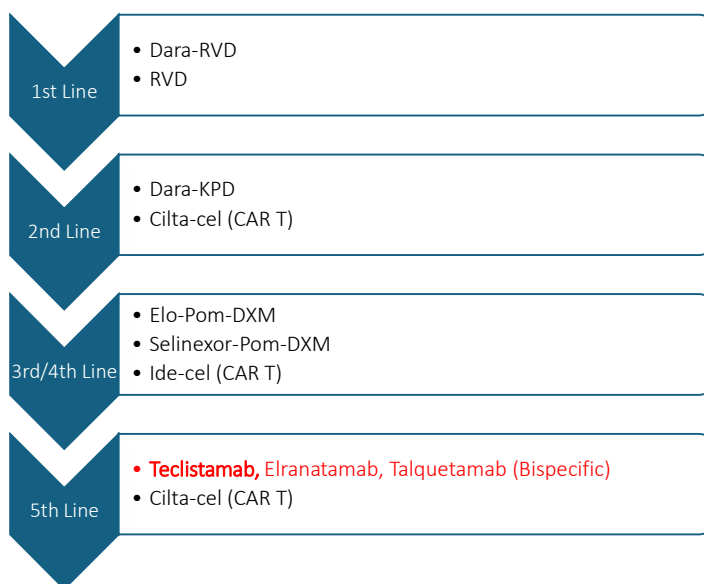 1st Line
• Dara-RVD
• RVD
2nd Line
• Dara-KPD
• Cilta-cel (CAR T)
3rd/4th Line
• Elo-Pom-DXM
• Selinexor-Pom-DXM
• Ide-cel (CAR T)
5th Line
• Teclistamab, Elranatamab, Talquetamab (Bispecific)
• Cilta-cel (CAR T)